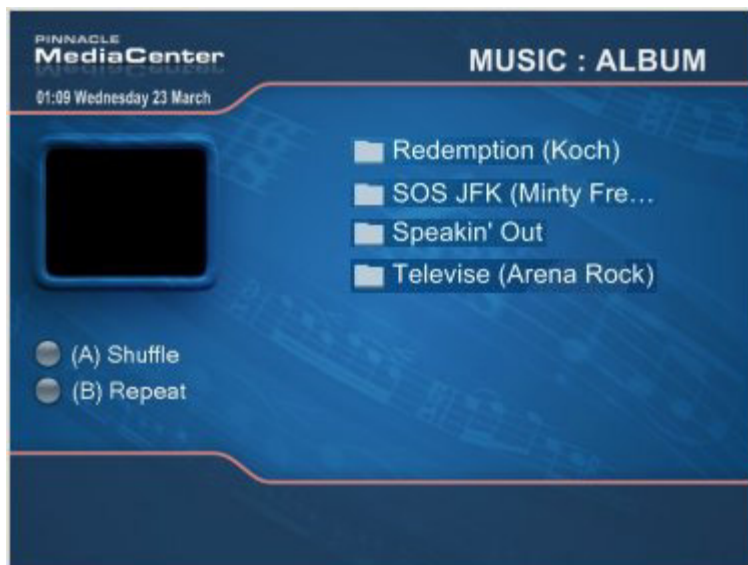 PINNACLE
MediaCenter
MUSIC : ALBUM
01:09 Wednesday 23 March
Redemption (Koch)
SOS JFK (Minty Fre...
Speakin' Out
Televise (Arena Rock)
(A) Shuffle
(B) Repeat